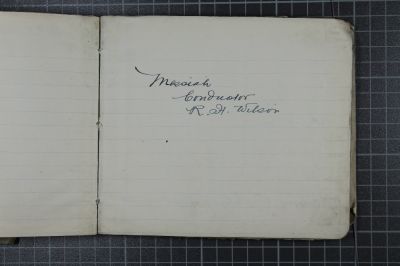 Messiah
Conductor
R. H. Wilson